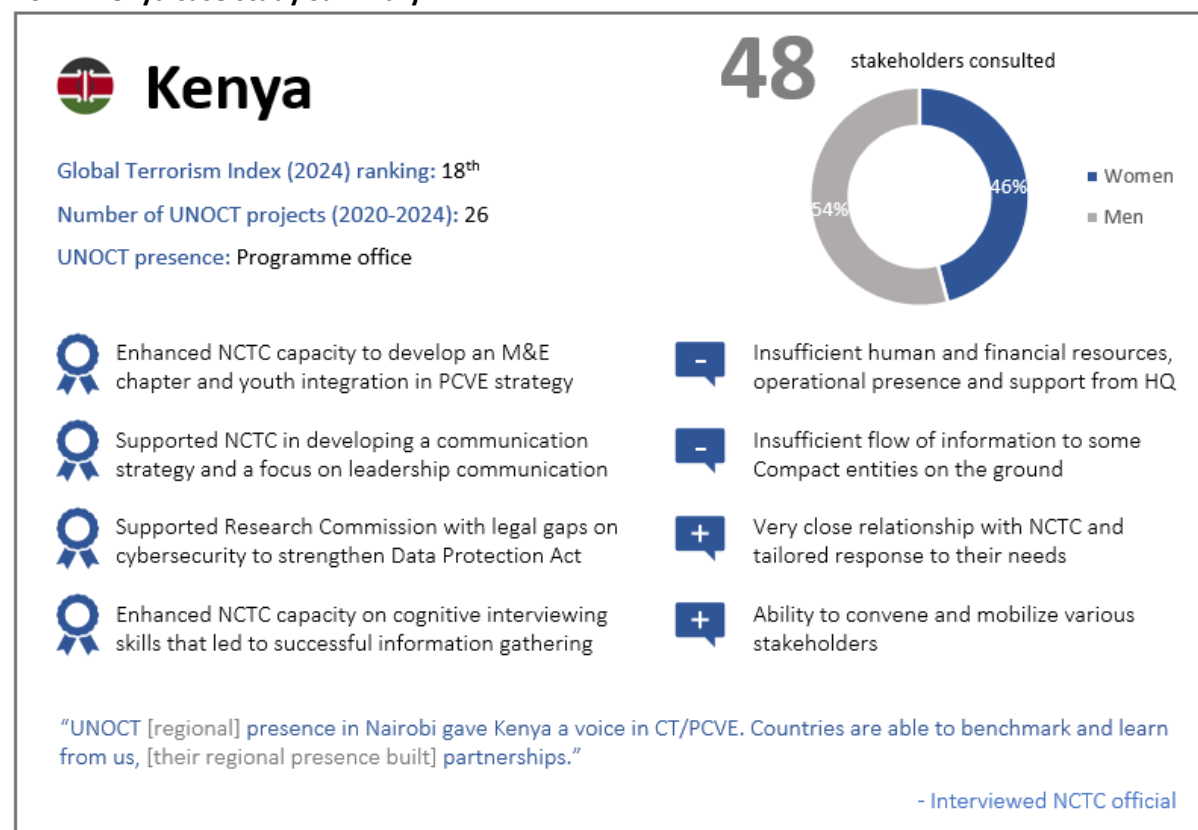 Kenya
Global Terrorism Index (2024) ranking: 18th
Number of UNOCT projects (2020-2024): 26
UNOCT presence: Programme office
48
stakeholders consulted
46%
54%
Women
Men
Enhanced NCTC capacity to develop an M&E
chapter and youth integration in PCVE strategy
Supported NCTC in developing a communication
strategy and a focus on leadership communication
Supported Research Commission with legal gaps on
cybersecurity to strengthen Data Protection Act
Enhanced NCTC capacity on cognitive interviewing
skills that led to successful information gathering
-
Insufficient human and financial resources,
operational presence and support from HQ
-
Insufficient flow of information to some
Compact entities on the ground
+
Very close relationship with NCTC and
tailored response to their needs
+
Ability to convene and mobilize various
stakeholders
“UNOCT [regional] presence in Nairobi gave Kenya a voice in CT/PCVE. Countries are able to benchmark and learn
from us, [their regional presence built] partnerships.”
- Interviewed NCTC official